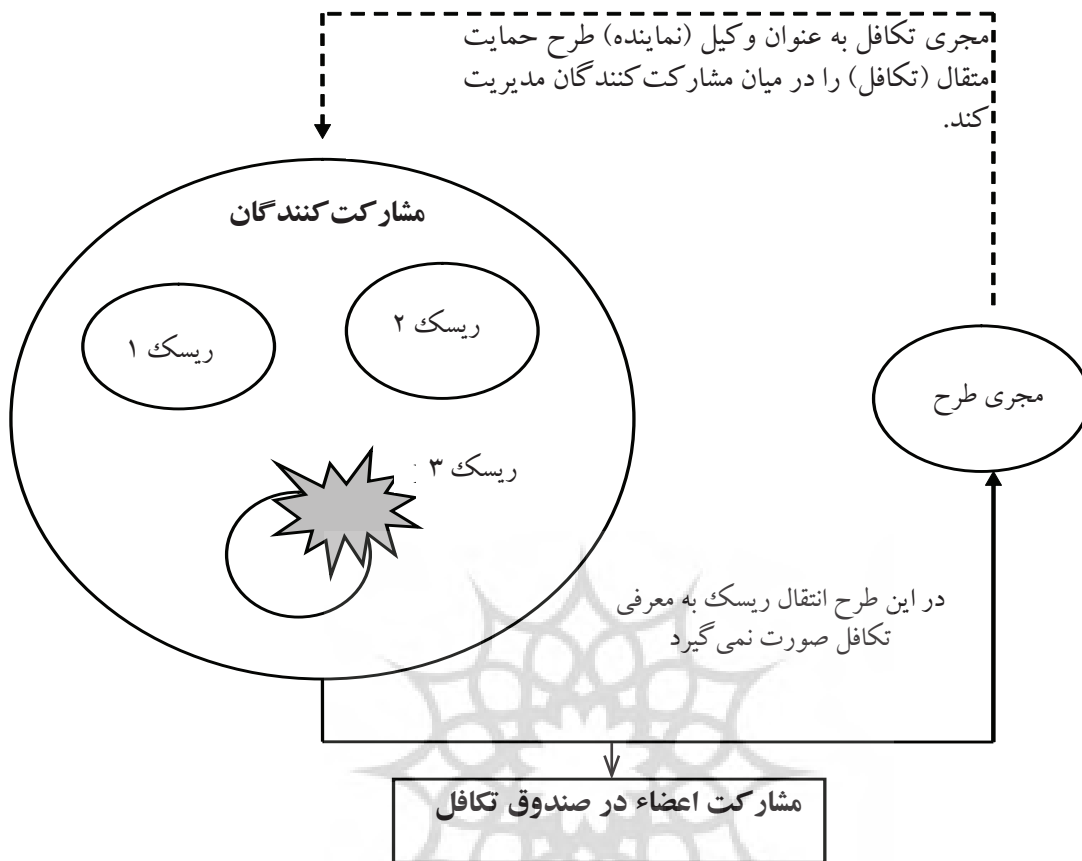 مجری تکافل به عنوان وکیل (نماینده) طرح حمایت
متقال (تکافل) را در میان مشارکت‌کنندگان مدیریت
کند.
مشارکت‌کنندگان
ریسک ۲
ریسک ۱
مجری طرح
ریسک ۳
در این طرح انتقال ریسک به معرفی
تکافل صورت نمی‌گیرد
مشارکت اعضاء در صندوق تکافل